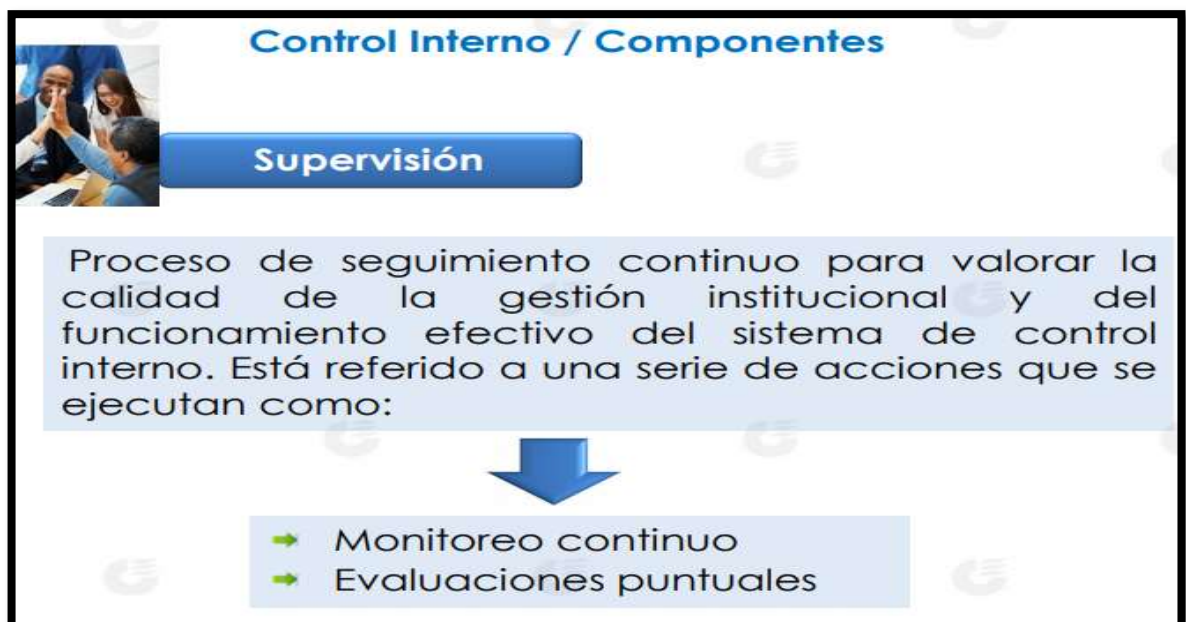 Control Interno / Componentes
Supervisión
Proceso de seguimiento continuo para valorar la
calidad de la gestión institucional y del
funcionamiento efectivo del sistema de control
interno. Está referido a una serie de acciones que se
ejecutan como:
Monitoreo continuo
Evaluaciones puntuales